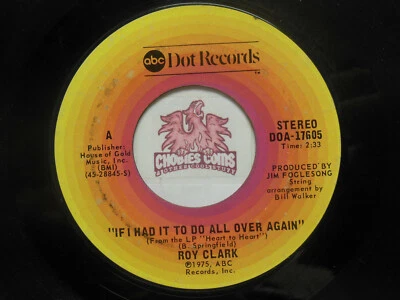 abc Dot Records
TM
A
Publisher:
House of Gold
Music, Inc.
(BMI)
(45-28845-S)
STEREO
DOA-17605
Time: 2:33
PRODUCED BY
JIM FOGLESONG
String
arrangement by
Bill Walker
CHOMIES COINS
"IF I HAD IT TO DO ALL OVER AGAIN"
(From the LP "Heart to Heart")
(B. Springfield)
ROY CLARK
℗1975, ABC
Records, Inc.